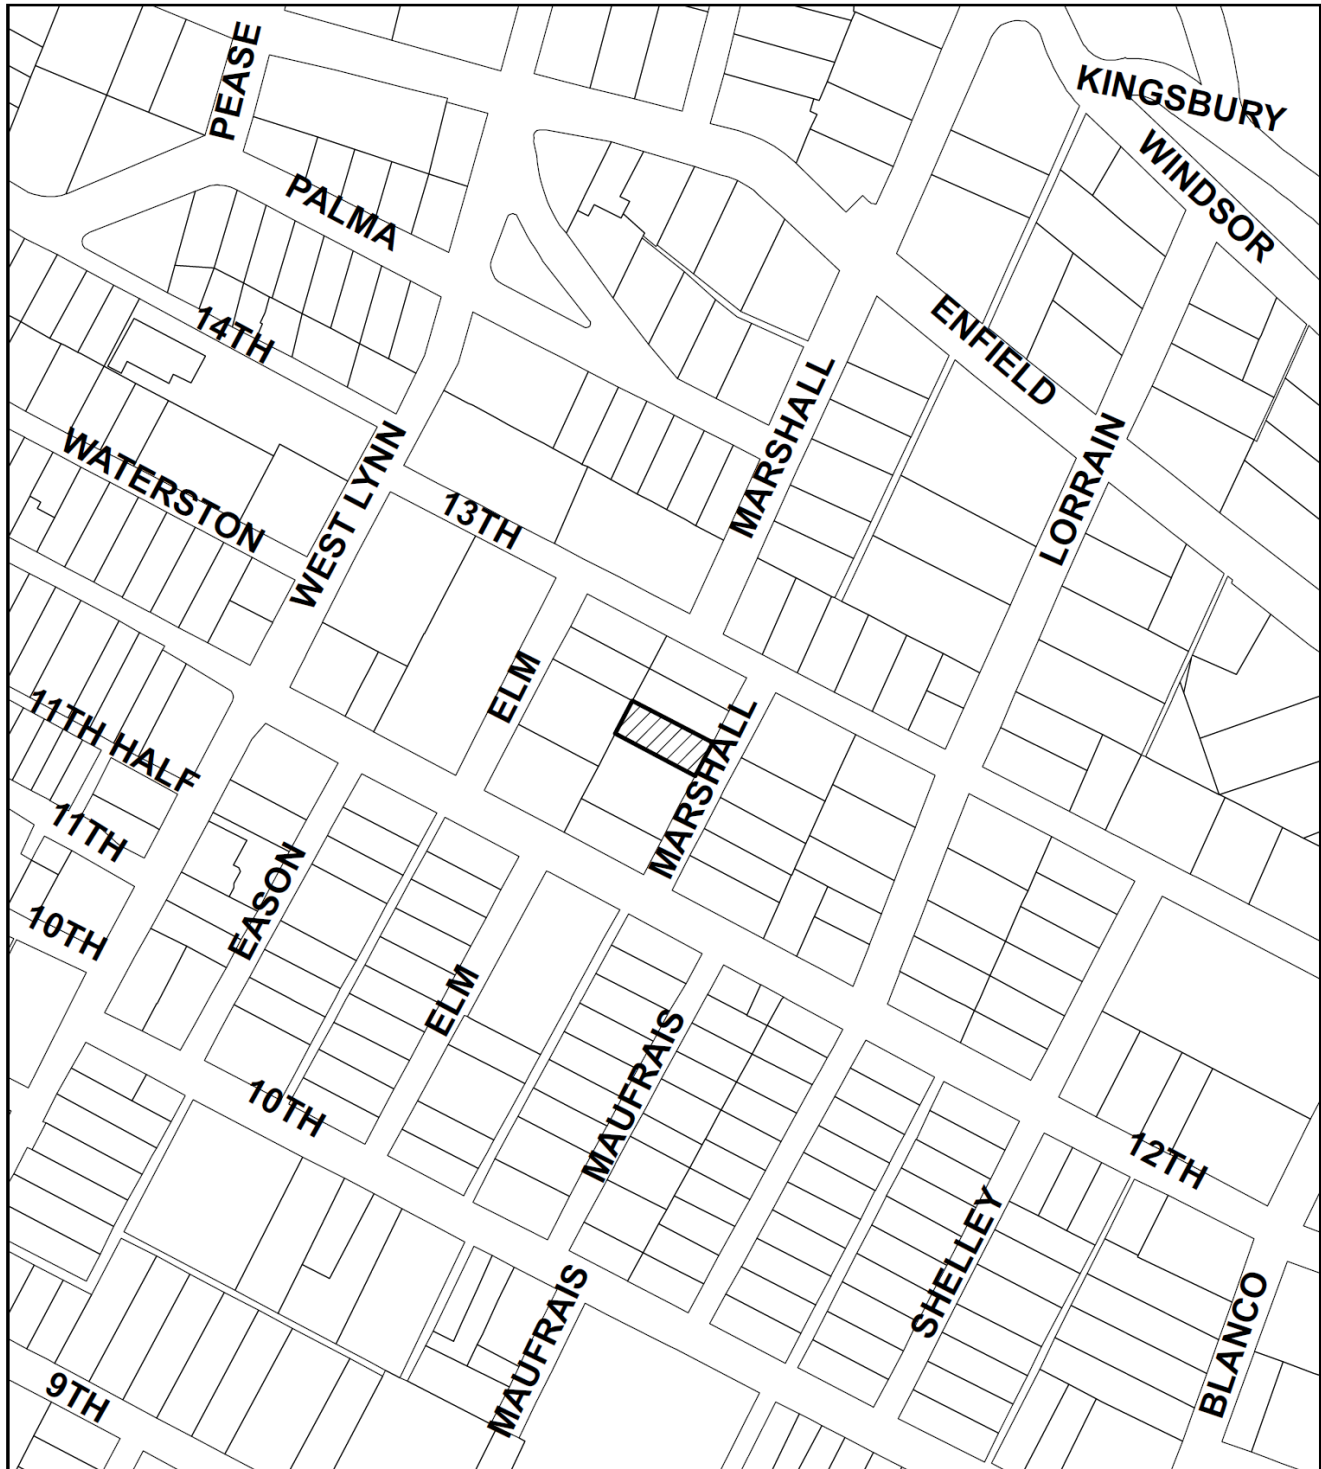 PEASE
KINGSBURY
WINDSOR
PALMA
14TH
ENFIELD
MARSHALL
LORRAIN
WATERSTON
WEST LYNN
13TH
ELM
11TH HALF
MARSHALL
11TH
EASON
10TH
ELM
MAUFRAIS
10TH
12TH
SHELLEY
MAUFRAIS
BLANCO
9TH